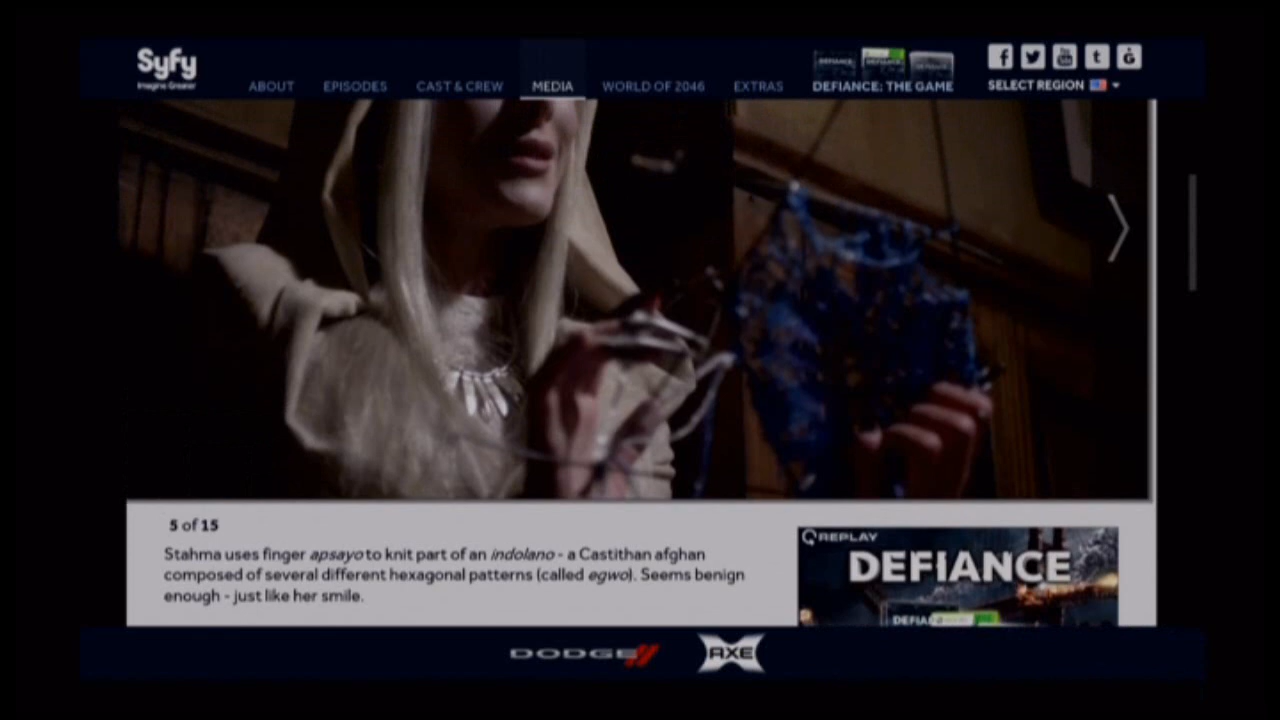 Syfy
Imagine Greater
ABOUT EPISODES CAST & CREW MEDIA WORLD OF 2046 EXTRAS DEFIANCE: THE GAME SELECT REGION
5 of 15
Stahma uses finger apsayo to knit part of an indolano - a Castithan afghan
composed of several different hexagonal patterns (called egwo). Seems benign
enough - just like her smile.
REPLAY
DEFIANCE
DODGE AXE